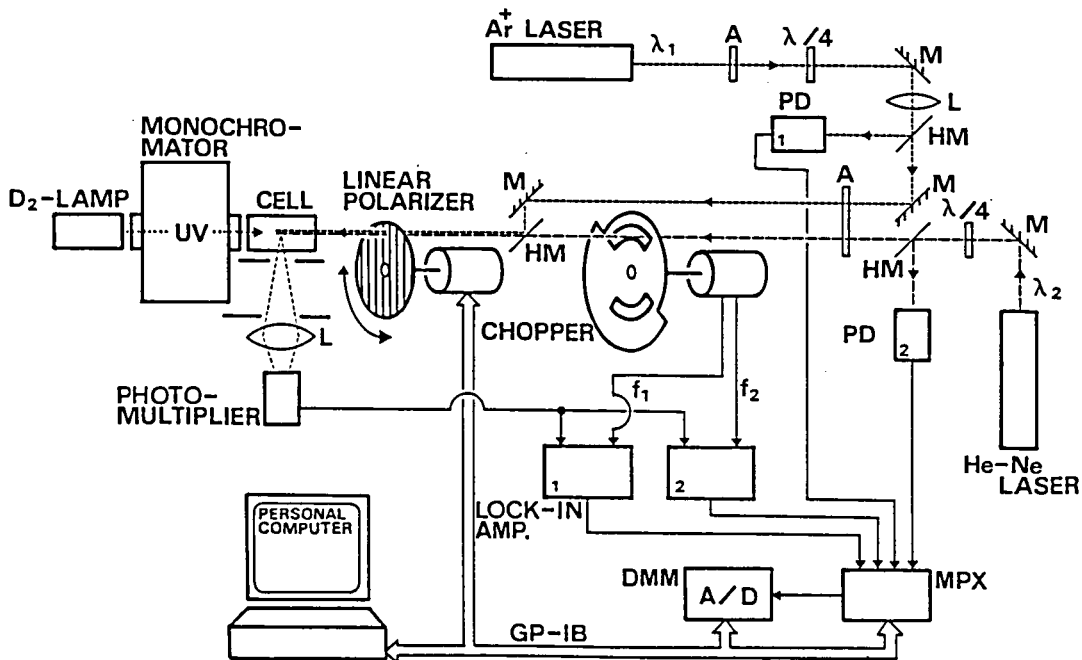 Ar+ LASER
λ1
A
λ/4
M
L
PD
1
HM
MONOCHRO-
MATOR
D2-LAMP
UV
CELL
LINEAR
POLARIZER
M
HM
A
M
λ/4
M
HM
λ2
CHOPPER
PD
2
L
PHOTO-
MULTIPLIER
f1
f2
He-Ne
LASER
1
2
LOCK-IN
AMP.
PERSONAL
COMPUTER
DMM
A/D
MPX
GP-IB